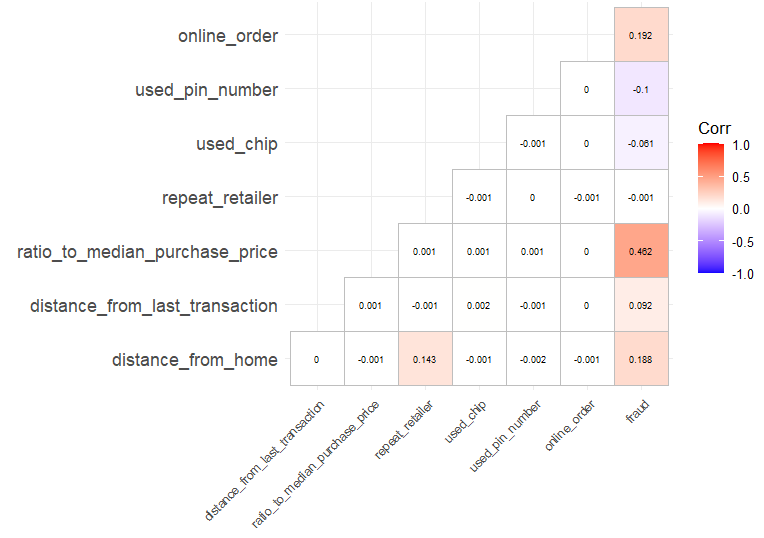 online_order 0.192
used_pin_number 0 -0.1
used_chip -0.001 0 -0.061
repeat_retailer -0.001 0 -0.001 -0.001
ratio_to_median_purchase_price 0.001 0.001 0.001 0 0.462
distance_from_last_transaction 0.001 -0.001 0.002 -0.001 0 0.092
distance_from_home 0 -0.001 0.143 -0.001 -0.002 -0.001 0.188
distance_from_last_transaction
ratio_to_median_purchase_price
repeat_retailer
used_chip
used_pin_number
online_order
fraud
Corr
1.0
0.5
0.0
-0.5
-1.0